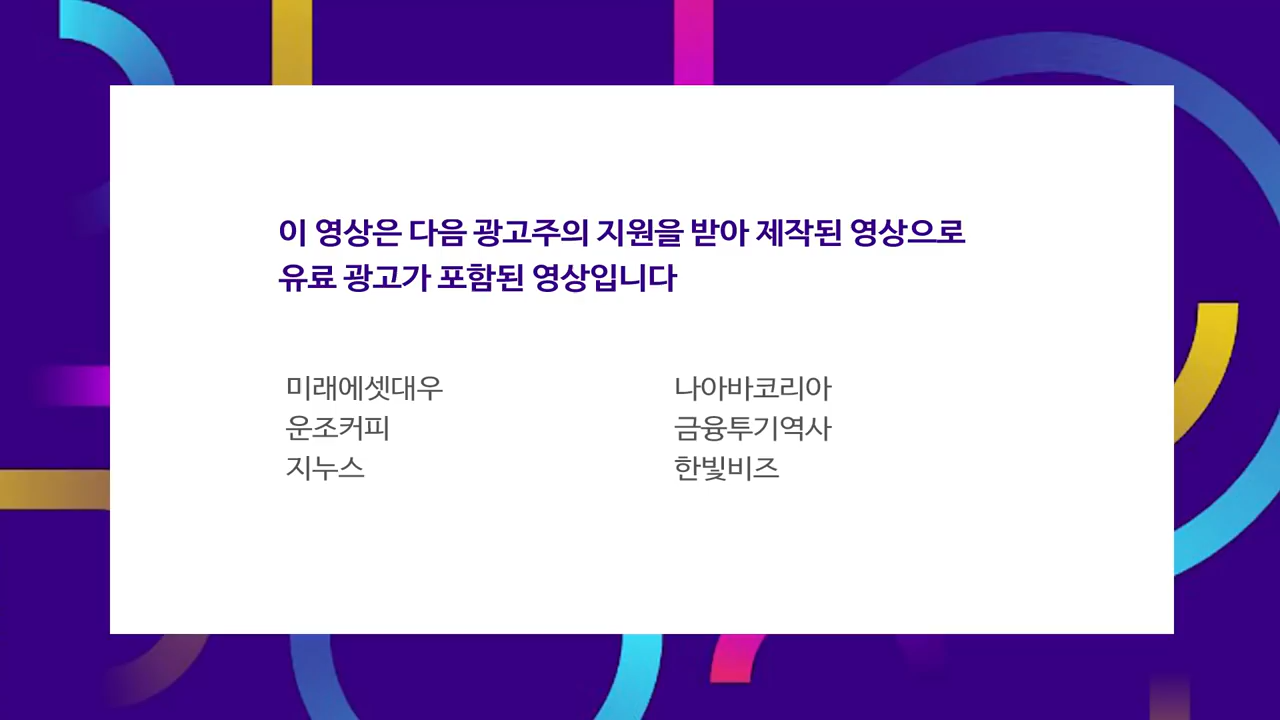 이 영상은 다음 광고주의 지원을 받아 제작된 영상으로
유료 광고가 포함된 영상입니다
미래에셋대우
운조커피
지누스
나아바코리아
금융투기역사
한빛비즈